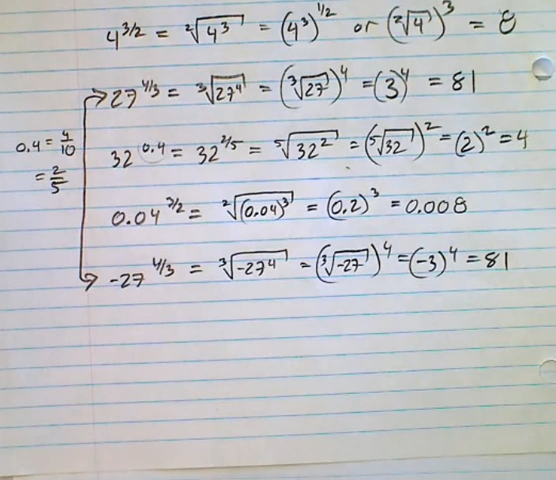 4^{3/2} = ²√4³ = (4³)^{1/2} or (²√4)³ = 8
27^{4/3} = ³√27⁴ = (³√27)⁴ = (3)⁴ = 81
0.4 = 4/10
= 2/5
32^{0.4} = 32^{2/5} = ⁵√32² = (⁵√32)² = (2)² = 4
0.04^{3/2} = ²√(0.04)³ = (0.2)³ = 0.008
-27^{4/3} = ³√-27⁴ = (³√-27)⁴ = (-3)⁴ = 81